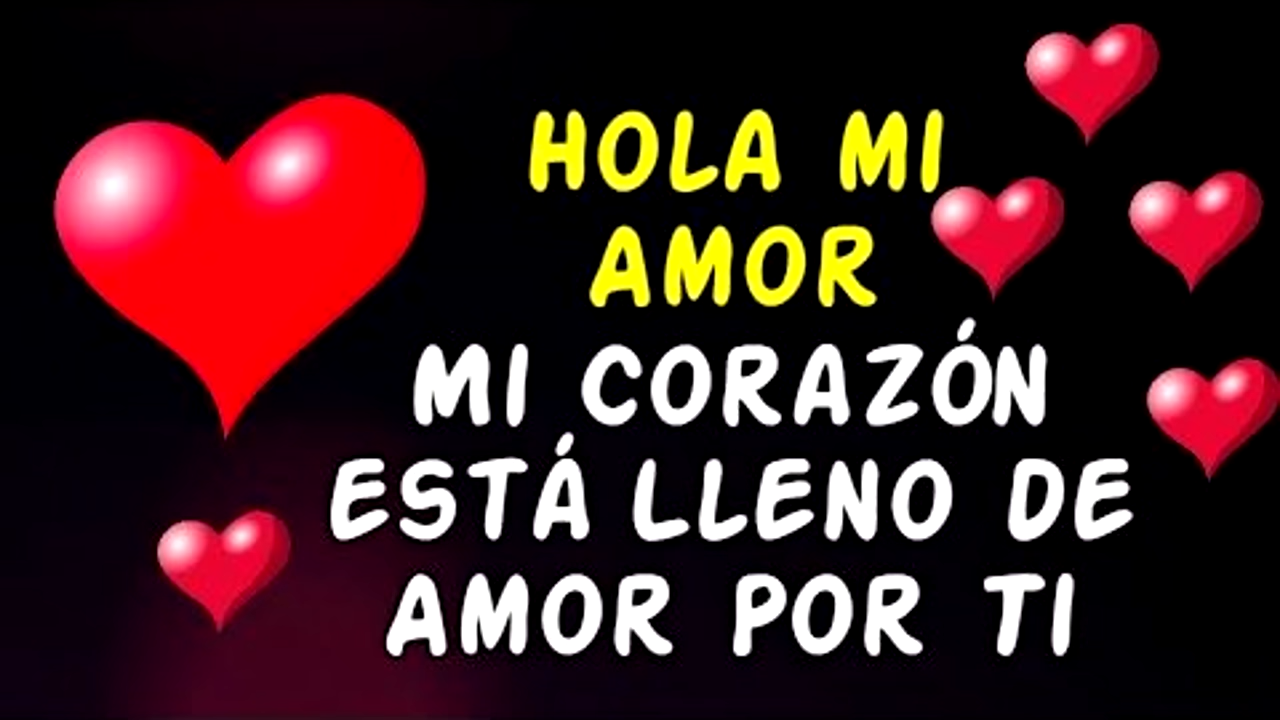 HOLA MI
AMOR
MI CORAZÓN
ESTÁ LLENO DE
AMOR POR TI